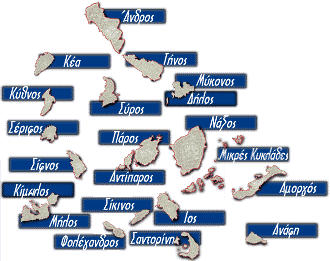 Άνδρος
Κέα
Τήνος
Μύκονος
Κύθνος
Σύρος
Δήλος
Σέριφος
Πάρος
Νάξος
Μικρές Κυκλάδες
Σίφνος
Αντίπαρος
Κίμωλος
Σίκινος
Ίος
Αμοργός
Μήλος
Φολέγανδρος
Σαντορίνη
Ανάφη